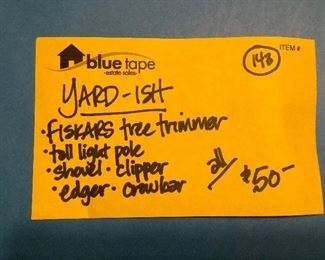 blue tape
-estate sales-
ITEM #
148
YARD-ISH
• FISKARS tree trimmer
• tall light pole
• shovel • clipper
• edger • crowbar
all/ $50-